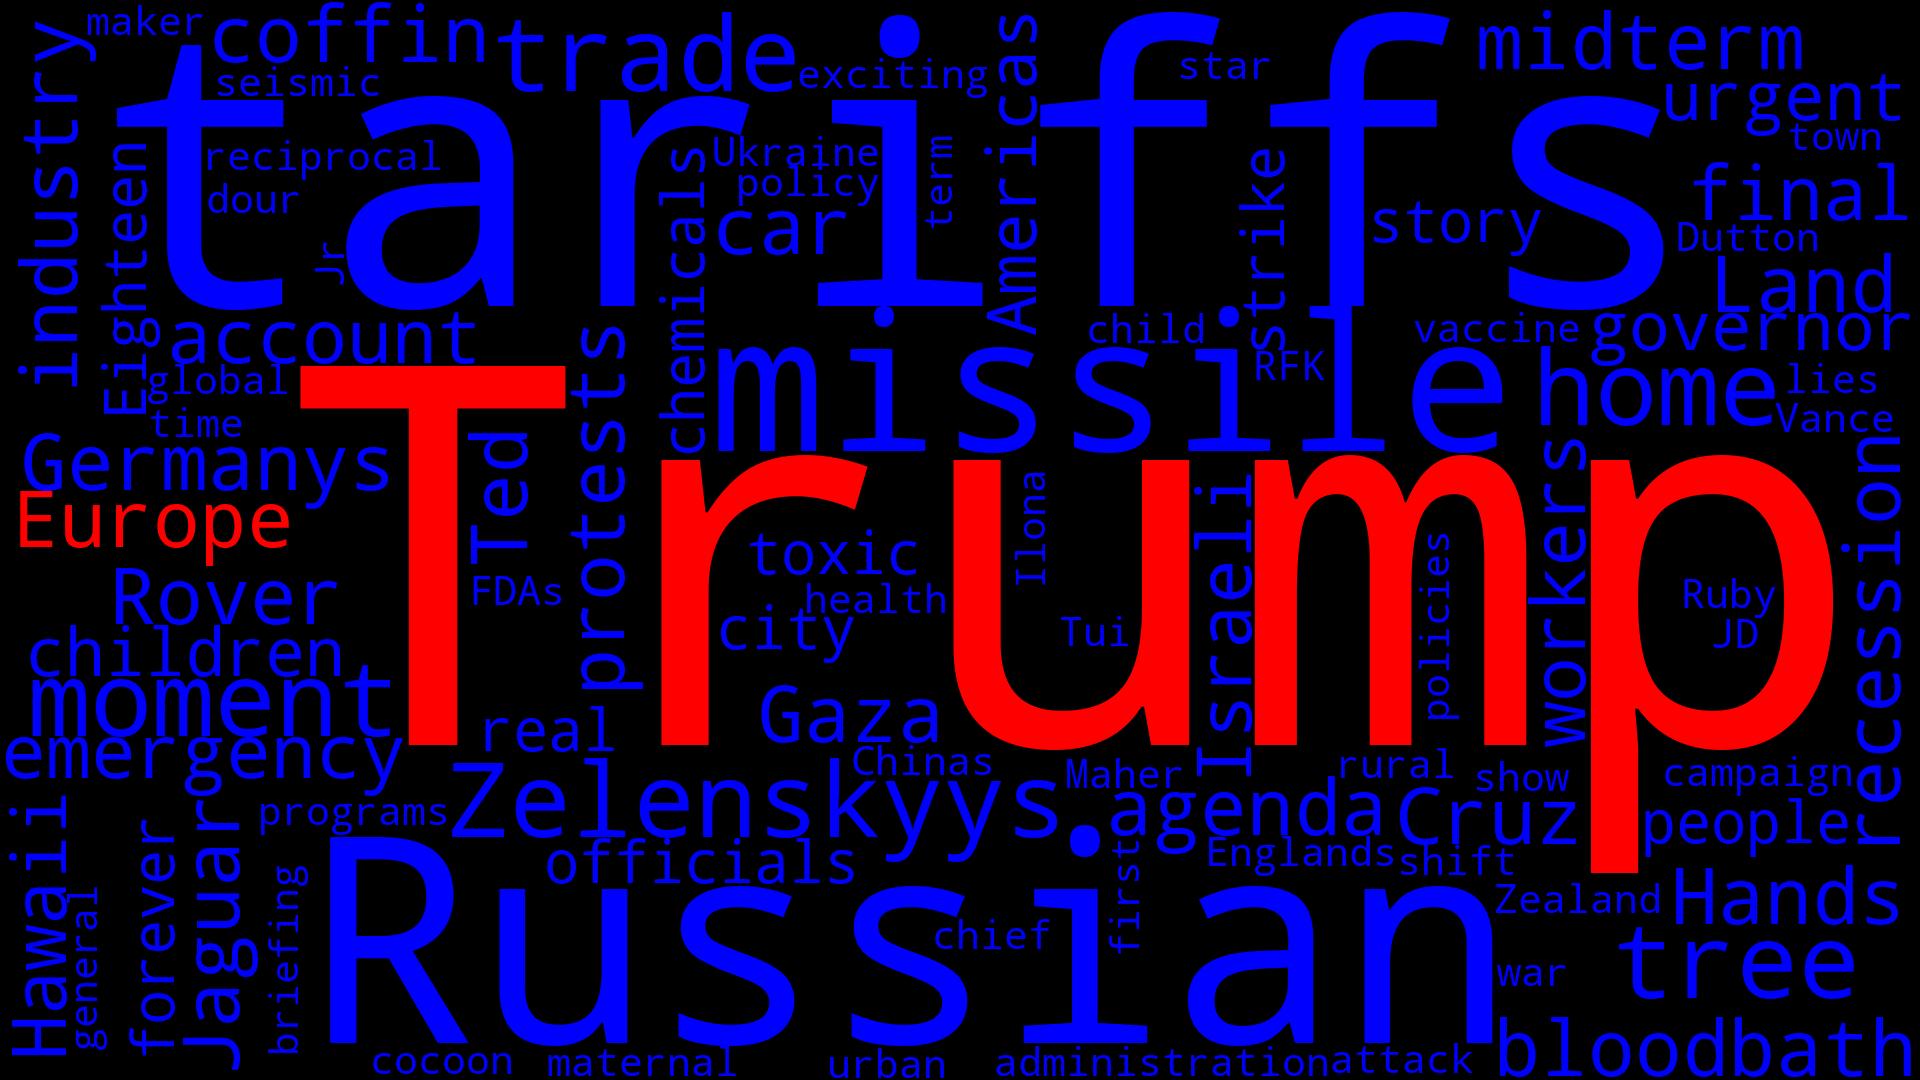 maker
coffin
trade
exciting
star
midterm
seismic
urgent
town
tariffs
industry
Eighteen
reciprocal
dour
Jr
Ukraine
policy
car
term
Americas
chemicals
strike
story
final
Dutton
Land
account
child
RFK
vaccine
governor
global
time
missile
home
lies
Vance
Germanys
Europe
Trump
Ted
protests
FDAs
toxic
health
city
Ilona
Tui
Israeli
policies
workers
Ruby
JD
recession
Rover
children
moment
emergency
real
Gaza
Chinas
Maher
rural
show
campaign
programs
Zelenskyys
agenda
Cruz
people
officials
Englands
shift
first
Hawaii
general
forever
Jaguar
briefing
Russian
chief
Zealand
Hands
war
tree
cocoon
maternal
urban
administration
attack
bloodbath